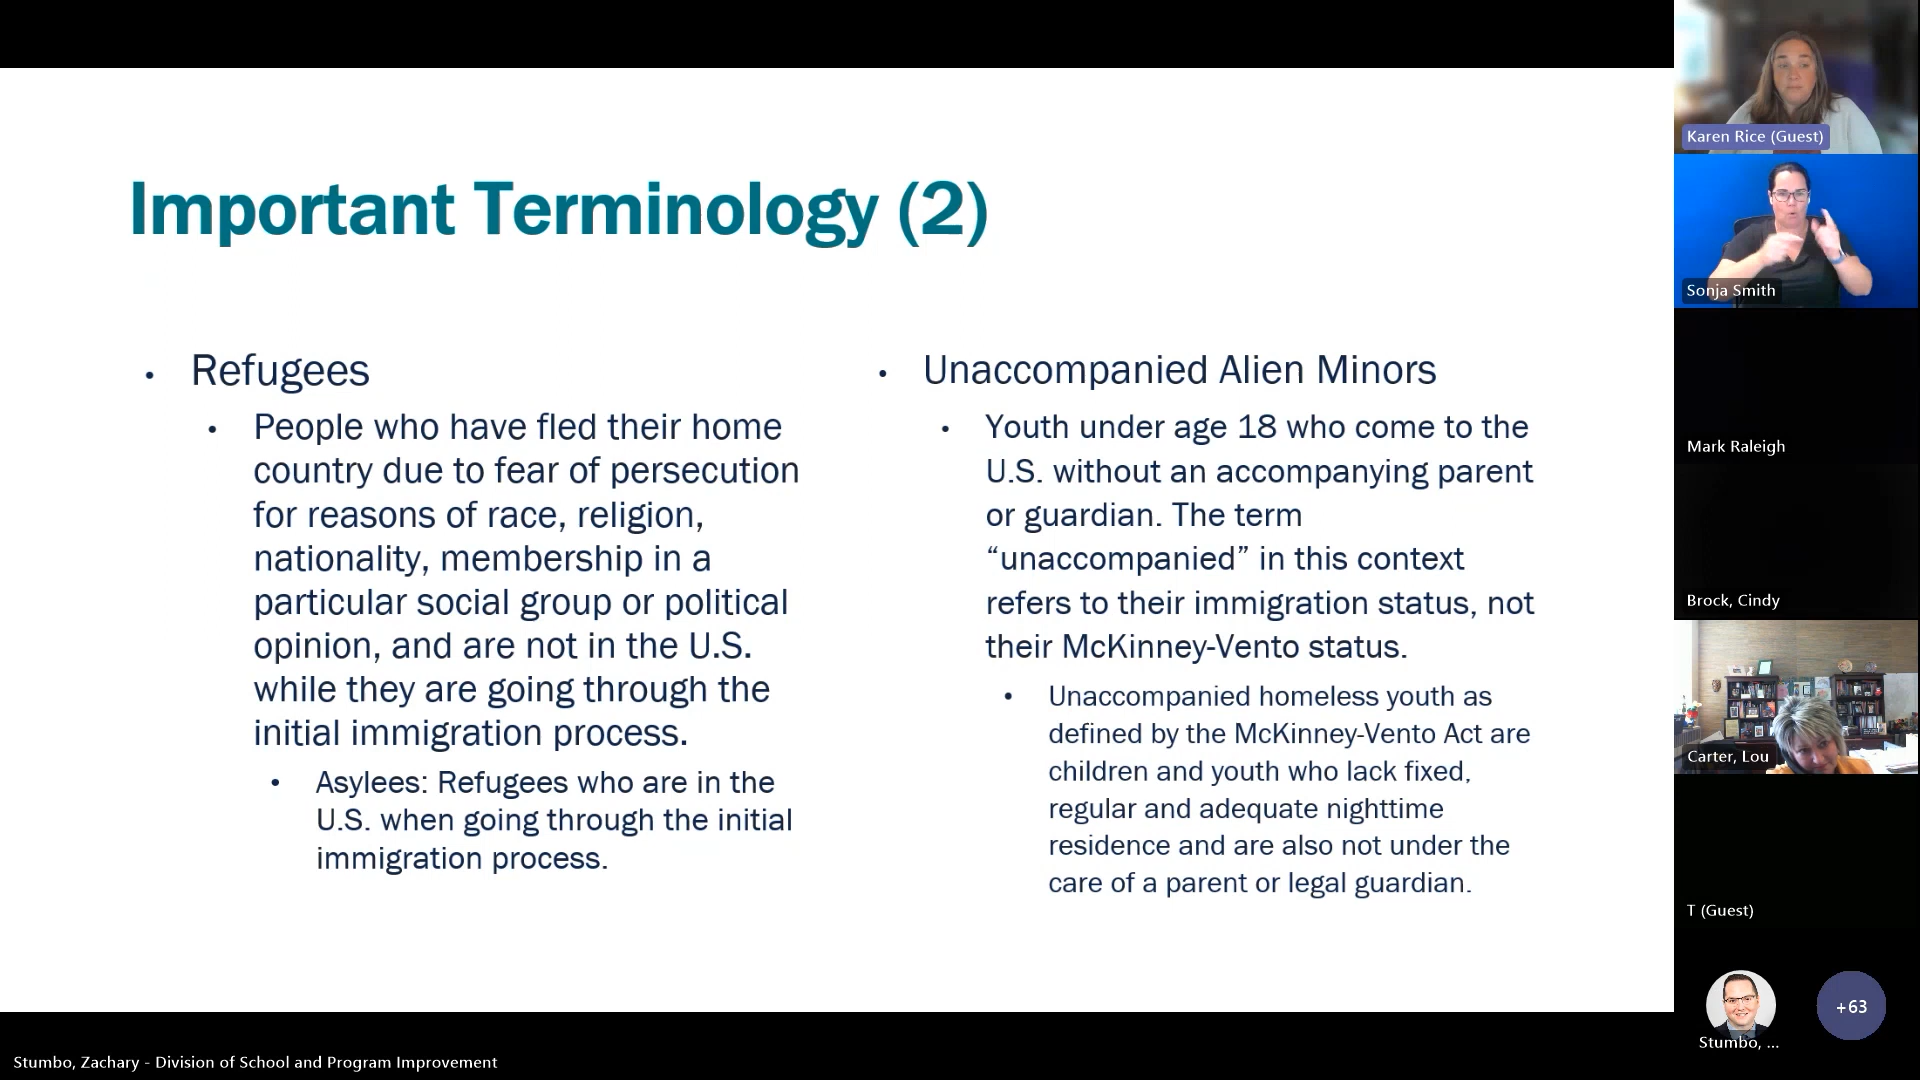 Important Terminology (2)
• Refugees
• People who have fled their home
country due to fear of persecution
for reasons of race, religion,
nationality, membership in a
particular social group or political
opinion, and are not in the U.S.
while they are going through the
initial immigration process.
• Asylees: Refugees who are in the
U.S. when going through the initial
immigration process.
• Unaccompanied Alien Minors
• Youth under age 18 who come to the
U.S. without an accompanying parent
or guardian. The term
“unaccompanied” in this context
refers to their immigration status, not
their McKinney-Vento status.
• Unaccompanied homeless youth as
defined by the McKinney-Vento Act are
children and youth who lack fixed,
regular and adequate nighttime
residence and are also not under the
care of a parent or legal guardian.
Karen Rice (Guest)
Sonja Smith
Mark Raleigh
Brock, Cindy
Carter, Lou
T (Guest)
+63
Stumbo, ...
Stumbo, Zachary - Division of School and Program Improvement